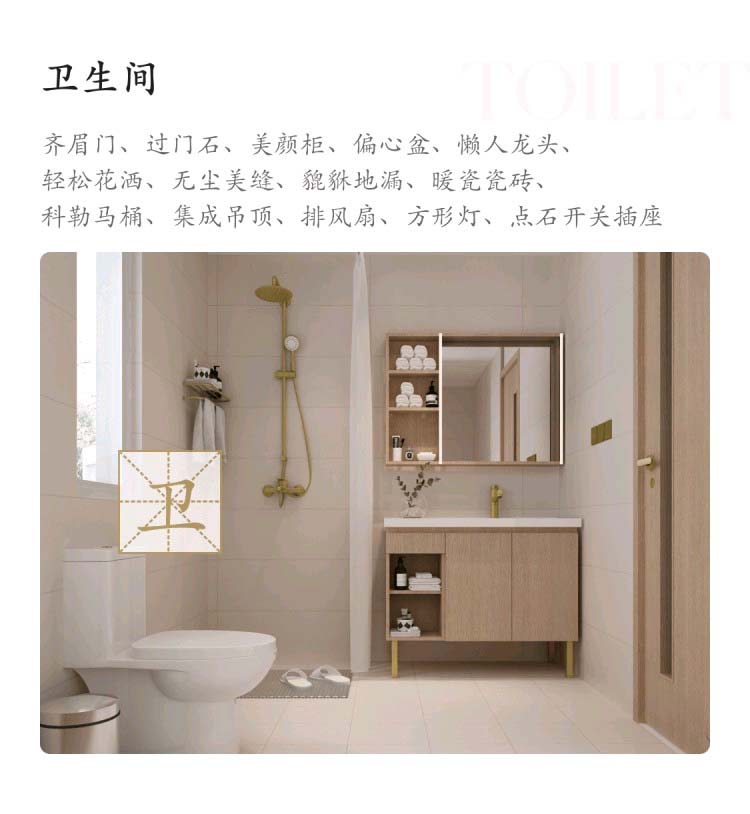 卫生间
TOILET
齐眉门、过门石、美颜柜、偏心盆、懒人龙头、
轻松花洒、无尘美缝、貔貅地漏、暖瓷瓷砖、
科勒马桶、集成吊顶、排风扇、方形灯、点石开关插座
卫